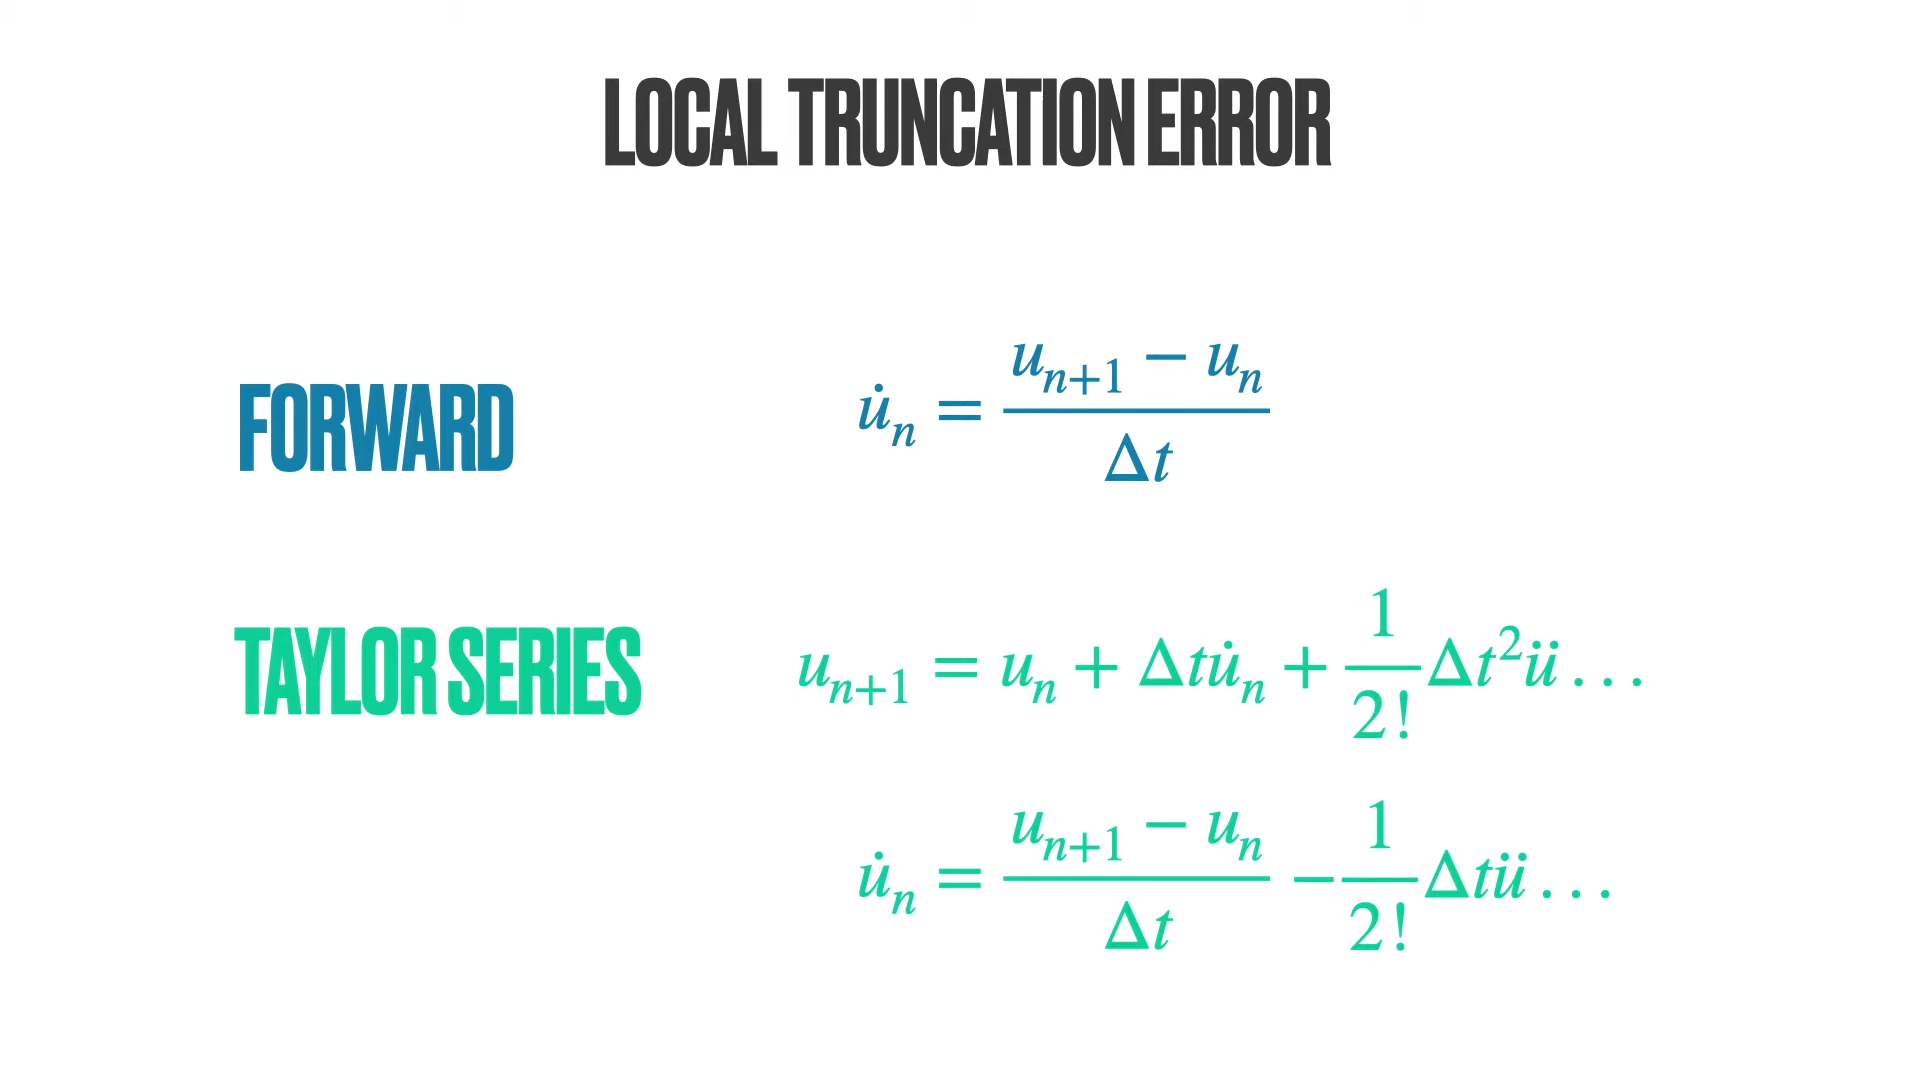 LOCAL TRUNCATION ERROR
FORWARD
u̇ₙ = (uₙ₊₁ − uₙ) / Δt
TAYLOR SERIES
uₙ₊₁ = uₙ + Δtu̇ₙ + (1 / 2!) Δt²ü . . .
u̇ₙ = (uₙ₊₁ − uₙ) / Δt − (1 / 2!) Δtü . . .